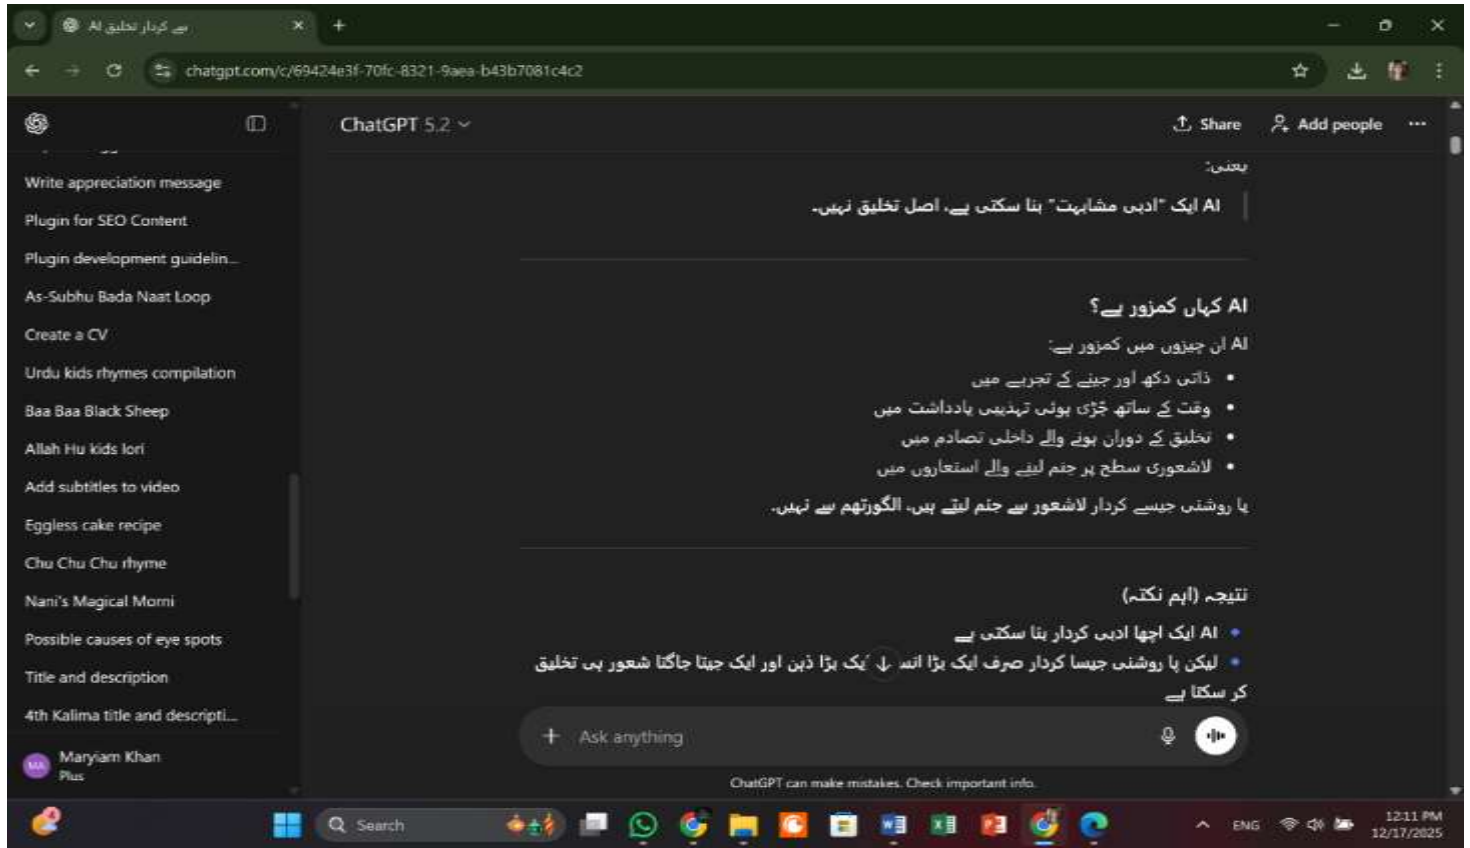 سے کردار تخلیق AI
chatgpt.com/c/69424e3f-70fc-8321-9aea-b43b7081c4c2
ChatGPT 5.2
Share
Add people
Write appreciation message
Plugin for SEO Content
Plugin development guidelin...
As-Subhu Bada Naat Loop
Create a CV
Urdu kids rhymes compilation
Baa Baa Black Sheep
Allah Hu kids lori
Add subtitles to video
Eggless cake recipe
Chu Chu Chu rhyme
Nani's Magical Morni
Possible causes of eye spots
Title and description
4th Kalima title and descripti...
MA
Maryiam Khan
Plus
یعنی:
AI ایک "ادبی مشابہت" بنا سکتی ہے، اصل تخلیق نہیں۔
AI کہاں کمزور ہے؟
AI ان چیزوں میں کمزور ہے:
• ذاتی دکھ اور جینے کے تجربے میں
• وقت کے ساتھ جُڑی ہوئی تہذیبی یادداشت میں
• تخلیق کے دوران ہونے والے داخلی تصادم میں
• لاشعوری سطح پر جنم لینے والے استعاروں میں
پا روشنی جیسے کردار لاشعور سے جنم لیتے ہیں، الگورتھم سے نہیں۔
نتیجہ (اہم نکتہ)
AI ایک اچھا ادبی کردار بنا سکتی ہے
لیکن پا روشنی جیسا کردار صرف ایک بڑا ایک بڑا ذہن اور ایک جیتا جاگتا شعور ہی تخلیق
کر سکتا ہے
Ask anything
ChatGPT can make mistakes. Check important info.
4
Search
ENG
12:11 PM
12/17/2025